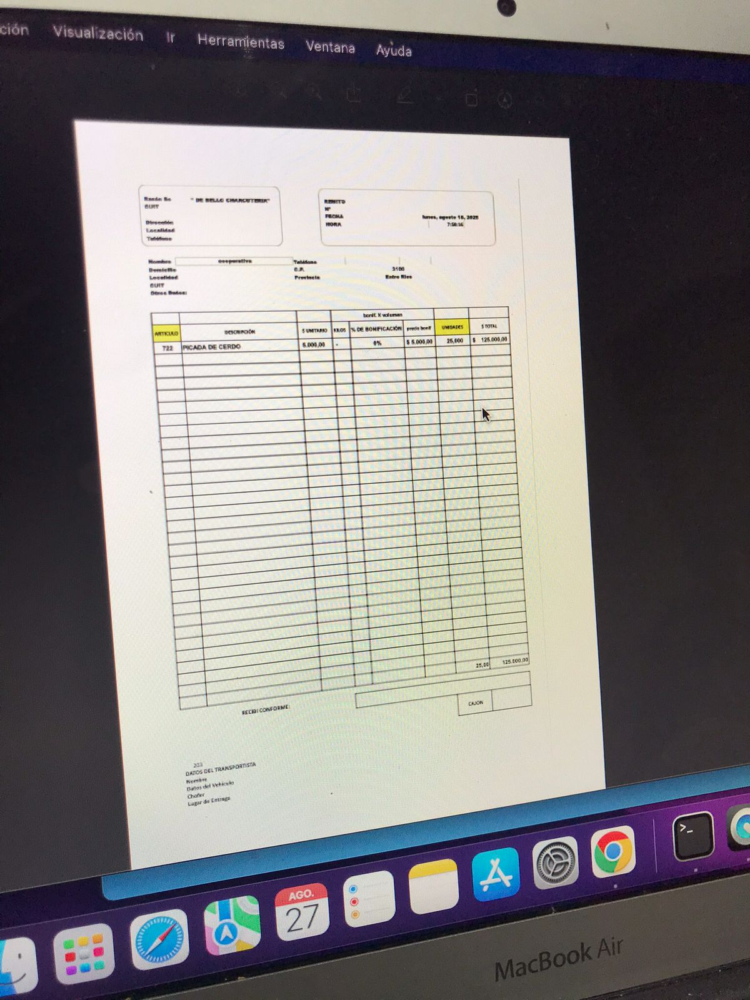 ción Visualización Ir Herramientas Ventana Ayuda
" DE BELLO CHARCUTERIA"
CUIT
Dirección
Localidad
Teléfono
REMITO
Nº
FECHA lunes, agosto 18, 2025
HORA 7:58:16
Nombre cooperativa Teléfono
Domicilio C.P. 3100
Localidad Provincia Entre Rios
CUIT
Otros Datos:
bonif. X volumen
ARTICULO DESCRIPCIÓN $ UNITARIO KILOS % DE BONIFICACIÓN precio bonif UNIDADES $ TOTAL
722 PICADA DE CERDO 5.000,00 - 0% $ 5.000,00 25,000 $ 125.000,00
25,00 125.000,00
RECIBI CONFORME:
CAJON
203
DATOS DEL TRANSPORTISTA
Nombre
Datos del Vehículo
Chofer
Lugar de Entrega
AGO.
27
>_
MacBook Air